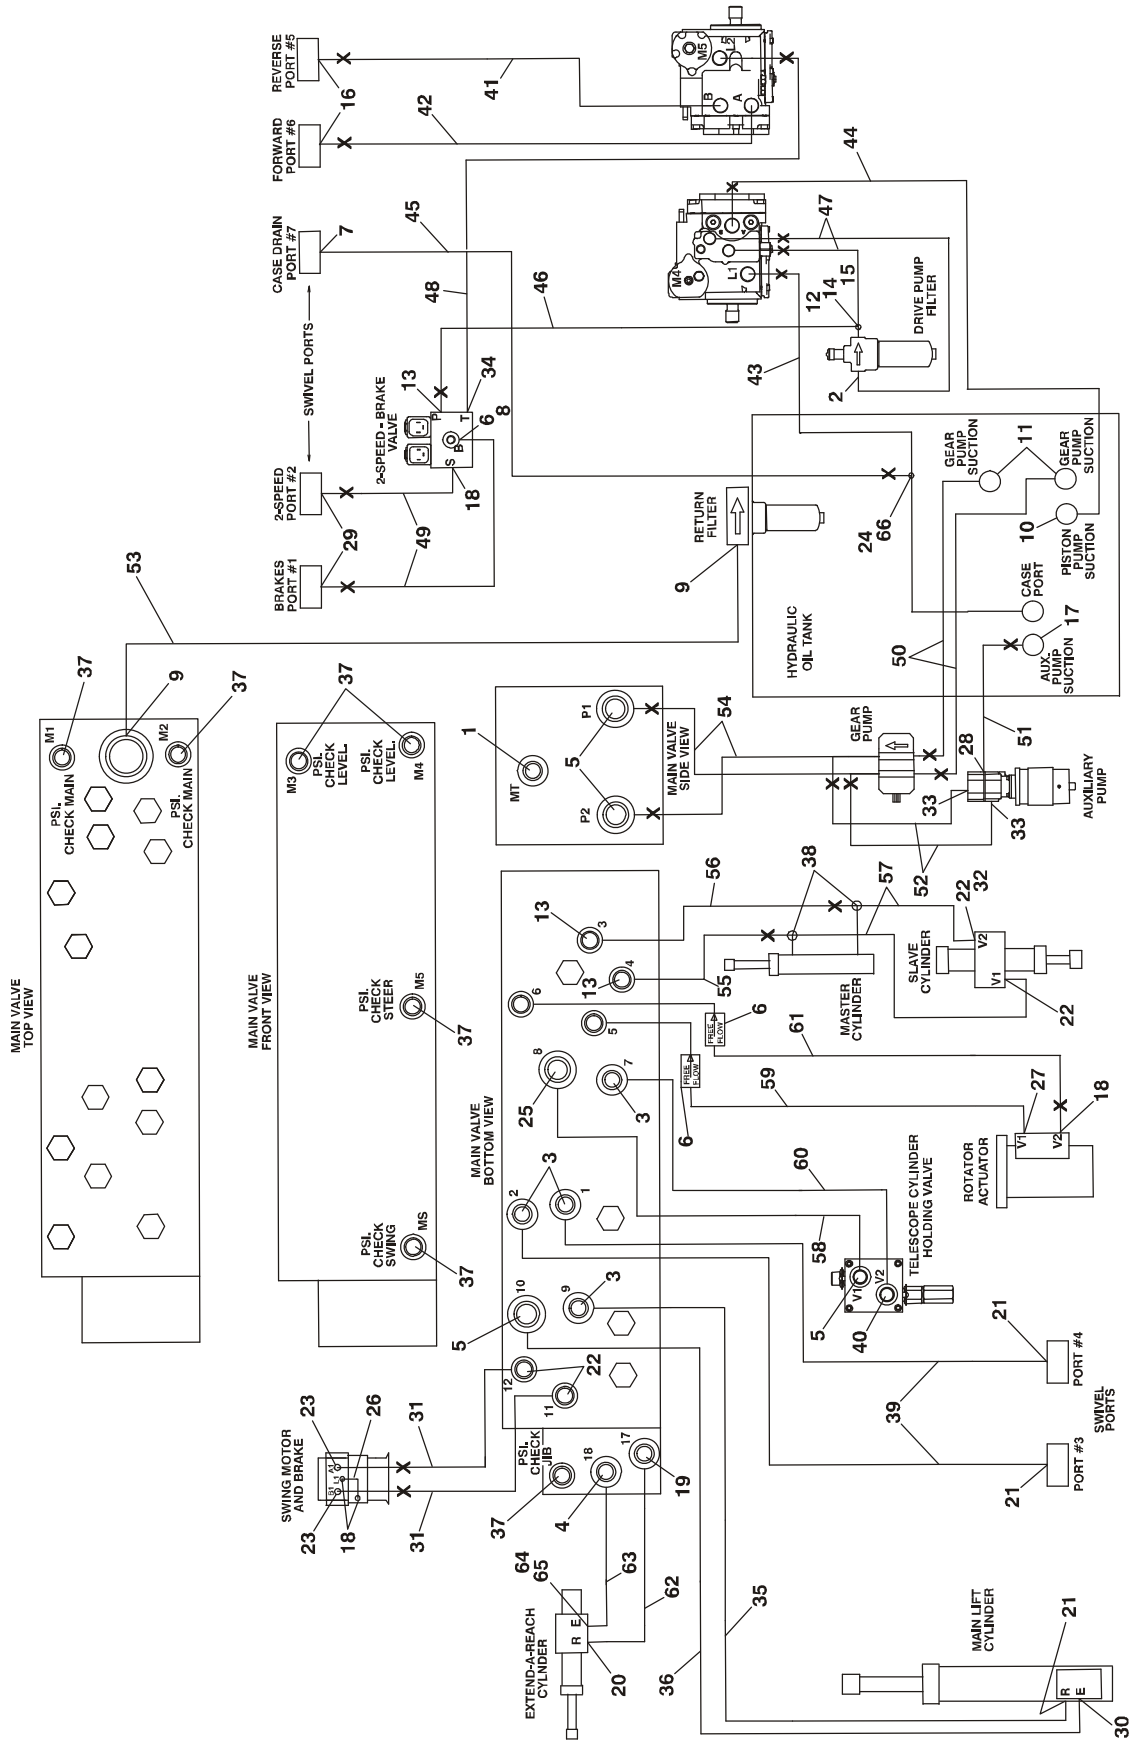 MAIN VALVE
TOP VIEW
M1
37
PSI.
CHECK MAIN
9
M2
37
PSI.
CHECK MAIN
53
MAIN VALVE
FRONT VIEW
M3
PSI.
CHECK
LEVEL.
37
PSI.
CHECK
LEVEL.
M4
PSI.
CHECK
STEER
M5
37
PSI.
CHECK
SWING
MS
37
SWING MOTOR
AND BRAKE
23
26
A1
L1
B1
23
18
31
31
BRAKES
PORT #1
2-SPEED
PORT #2
SWIVEL PORTS
CASE DRAIN
PORT #7
FORWARD
PORT #6
REVERSE
PORT #5
29
49
7
16
45
42
41
2-SPEED - BRAKE
VALVE
13
P
T
S
B
34
6
8
18
48
46
M5
L2
B
A
M4
L1
44
47
43
12
14
15
2
DRIVE PUMP
FILTER
RETURN
FILTER
9
24
66
HYDRAULIC
OIL TANK
GEAR
PUMP
SUCTION
11
GEAR
PUMP
SUCTION
10
PISTON
PUMP
SUCTION
CASE
PORT
17
AUX.
PUMP
SUCTION
50
51
1
MT
5
P1
P2
MAIN VALVE
SIDE VIEW
54
GEAR
PUMP
28
33
33
52
AUXILIARY
PUMP
MAIN VALVE
BOTTOM VIEW
13
3
4
13
6
5
8
25
7
3
2
3
1
10
5
9
3
12
22
11
PSI.
CHECK
JIB
37
18
4
17
19
56
38
57
55
MASTER
CYLINDER
22
32
SLAVE
CYLINDER
V2
V1
22
FREE
FLOW
6
FREE
FLOW
6
61
59
27
18
V1
V2
ROTATOR
ACTUATOR
60
58
TELESCOPE CYLINDER
HOLDING VALVE
V1
V2
5
40
21
PORT #4
39
SWIVEL
PORTS
PORT #3
21
64
65
63
62
EXTEND-A-REACH
CYLNDER
R
E
20
36
35
MAIN LIFT
CYLINDER
21
R
E
30